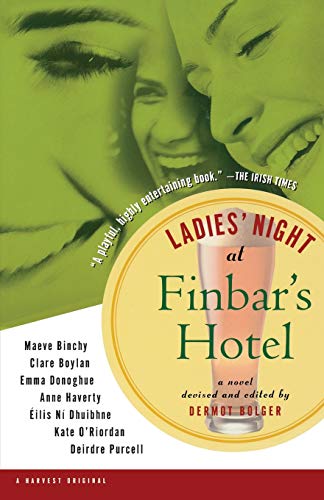 "A playful, highly entertaining book." —THE IRISH TIMES
LADIES' NIGHT
at
Finbar's
Hotel
a novel
devised and edited by
DERMOT BOLGER
Maeve Binchy
Clare Boylan
Emma Donoghue
Anne Haverty
Éilis Ní Dhuibhne
Kate O'Riordan
Deirdre Purcell
A HARVEST ORIGINAL